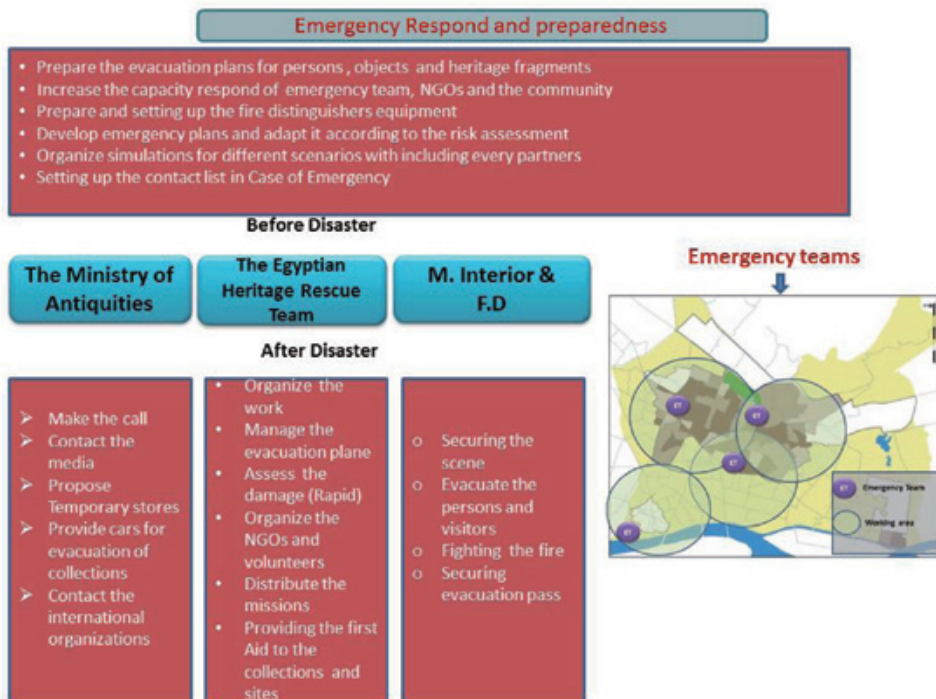 Emergency Respond and preparedness
• Prepare the evacuation plans for persons , objects and heritage fragments
• Increase the capacity respond of emergency team, NGOs and the community
• Prepare and setting up the fire distinguishers equipment
• Develop emergency plans and adapt it according to the risk assessment
• Organize simulations for different scenarios with including every partners
• Setting up the contact list in Case of Emergency
Before Disaster
The Ministry of
Antiquities
The Egyptian
Heritage Rescue
Team
M. Interior &
F.D
After Disaster
➢ Make the call
➢ Contact the
media
➢ Propose
Temporary stores
➢ Provide cars for
evacuation of
collections
➢ Contact the
international
organizations
• Organize the
work
• Manage the
evacuation plane
• Assess the
damage (Rapid)
• Organize the
NGOs and
volunteers
• Distribute the
missions
• Providing the first
Aid to the
collections and
sites
o Securing the
scene
o Evacuate the
persons and
visitors
o Fighting the fire
o Securing
evacuation pass
Emergency teams
ET
ET
ET
ET
ET Emergency Team
Working area